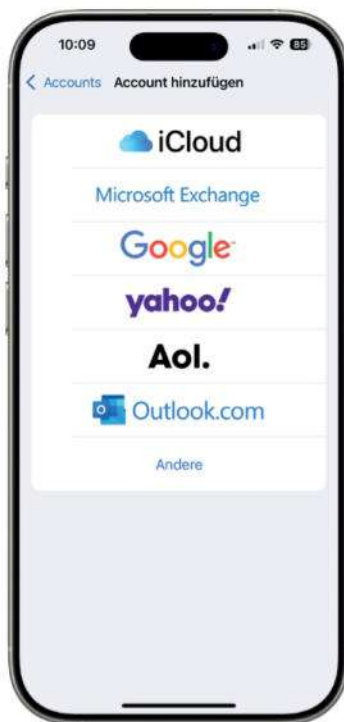 10:09 85
Accounts Account hinzufügen
iCloud
Microsoft Exchange
Google
yahoo!
Aol.
Outlook.com
Andere